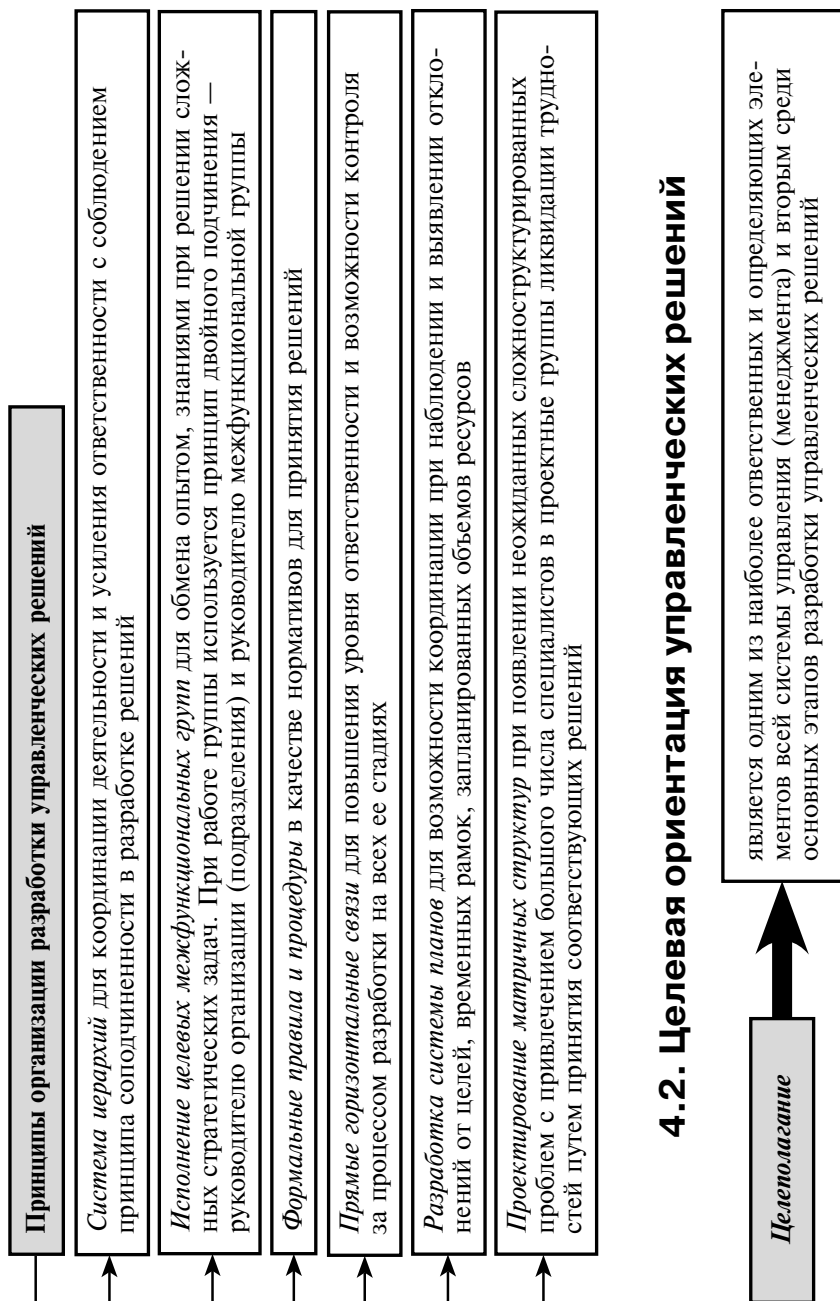 Принципы организации разработки управленческих решений
Система иерархий для координации деятельности и усиления ответственности с соблюдением
принципа соподчиненности в разработке решений
Исполнение целевых межфункциональных групп для обмена опытом, знаниями при решении слож-
ных стратегических задач. При работе группы используется принцип двойного подчинения —
руководителю организации (подразделения) и руководителю межфункциональной группы
Формальные правила и процедуры в качестве нормативов для принятия решений
Прямые горизонтальные связи для повышения уровня ответственности и возможности контроля
за процессом разработки на всех ее стадиях
Разработка системы планов для возможности координации при наблюдении и выявлении откло-
нений от целей, временных рамок, запланированных объемов ресурсов
Проектирование матричных структур при появлении неожиданных сложноструктурированных
проблем с привлечением большого числа специалистов в проектные группы ликвидации трудно-
стей путем принятия соответствующих решений
4.2. Целевая ориентация управленческих решений
Целеполагание
является одним из наиболее ответственных и определяющих эле-
ментов всей системы управления (менеджмента) и вторым среди
основных этапов разработки управленческих решений